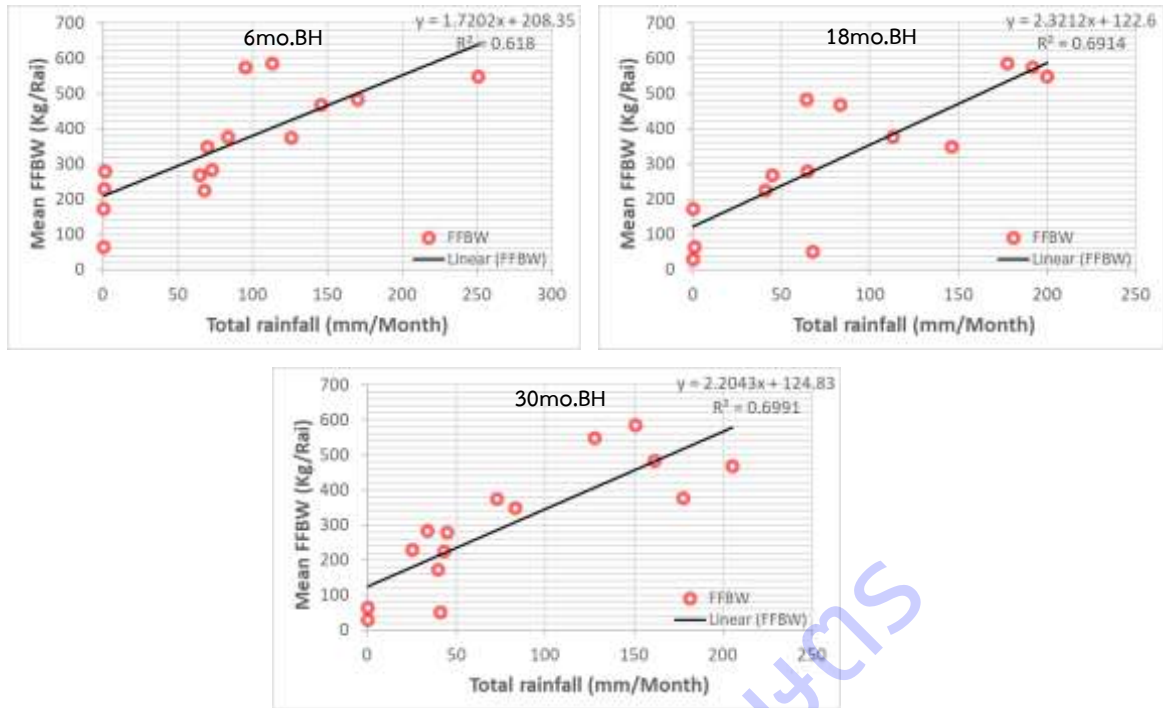 6mo.BH
y = 1.7202x + 208.35
R² = 0.618
Mean FFBW (Kg/Rai)
700
600
500
400
300
200
100
0
0 50 100 150 200 250 300
FFBW
Linear (FFBW)
Total rainfall (mm/Month)
18mo.BH
y = 2.3212x + 122.6
R² = 0.6914
Mean FFBW (Kg/Rai)
700
600
500
400
300
200
100
0
0 50 100 150 200 250
FFBW
Linear (FFBW)
Total rainfall (mm/Month)
30mo.BH
y = 2.2043x + 124.83
R² = 0.6991
Mean FFBW (Kg/Rai)
700
600
500
400
300
200
100
0
0 50 100 150 200 250
FFBW
Linear (FFBW)
Total rainfall (mm/Month)